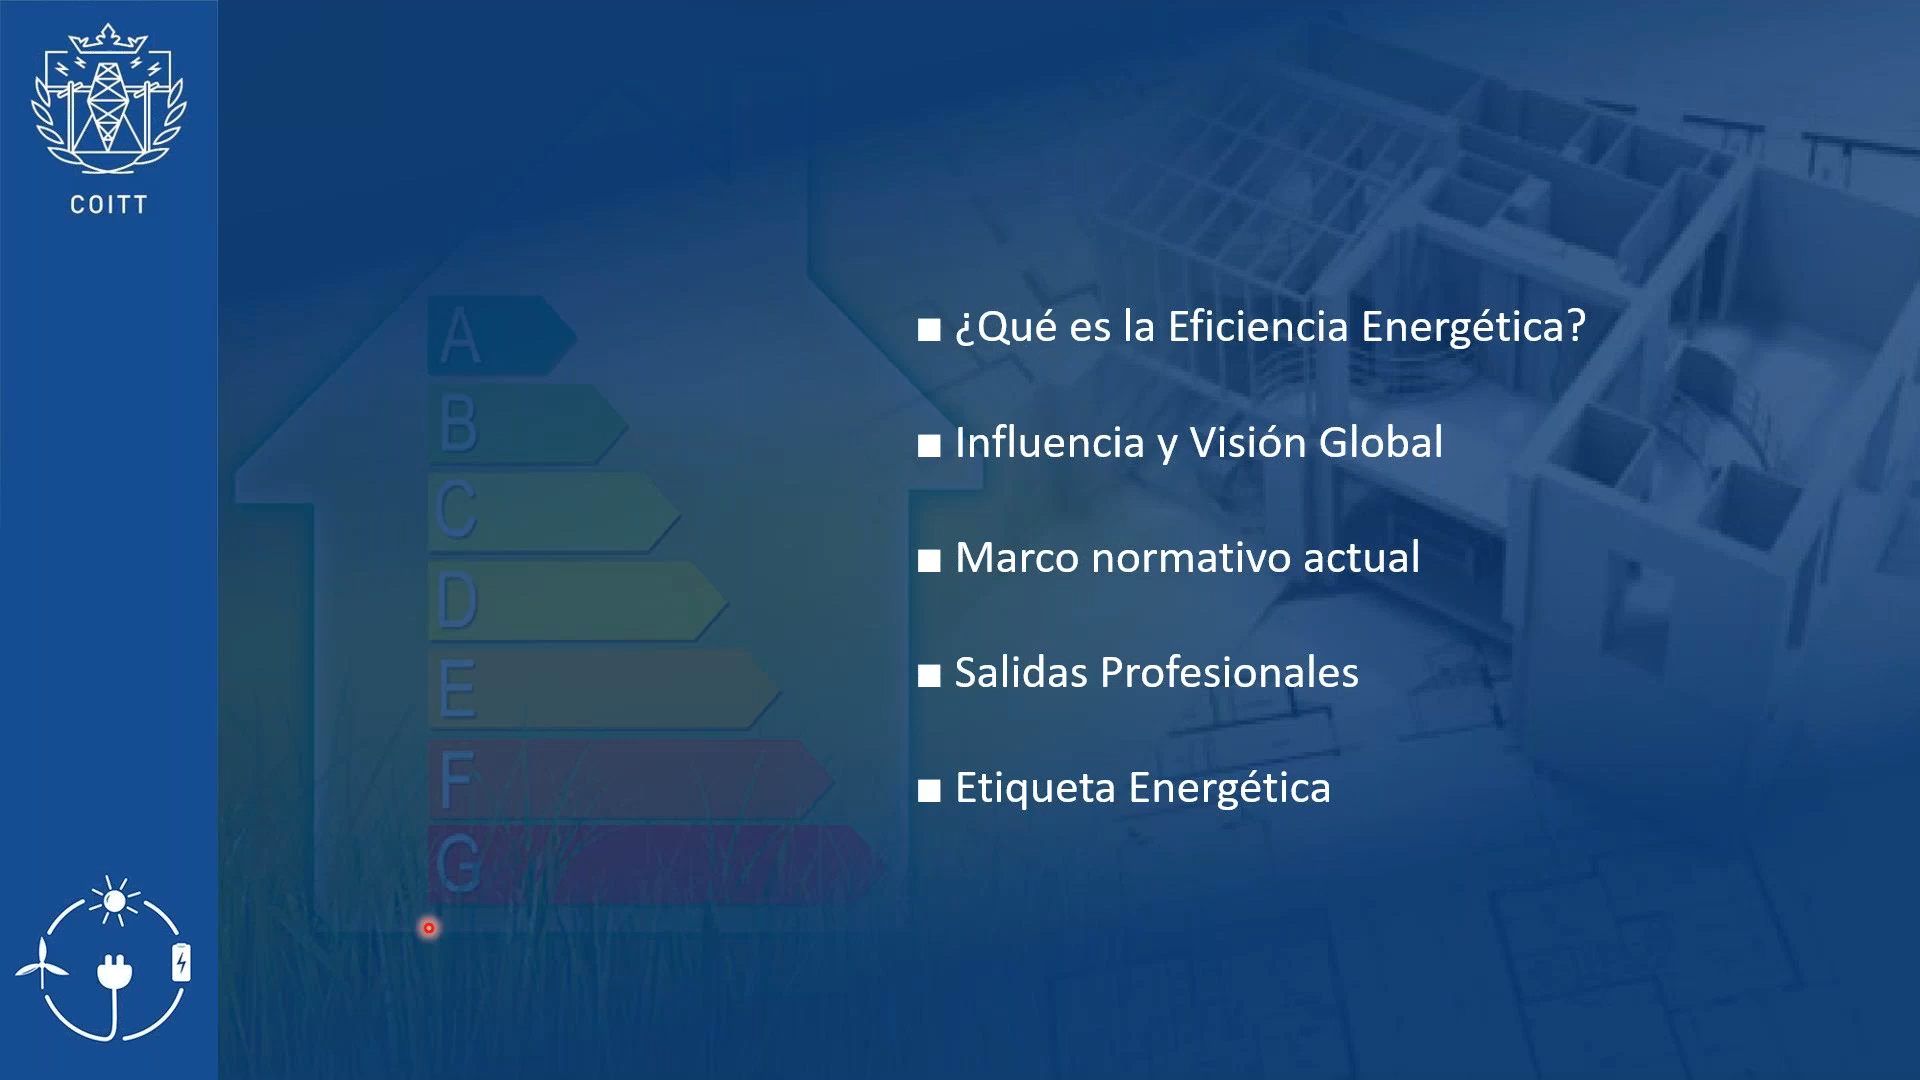 COITT
A
B
C
D
E
F
G
¿Qué es la Eficiencia Energética?
Influencia y Visión Global
Marco normativo actual
Salidas Profesionales
Etiqueta Energética